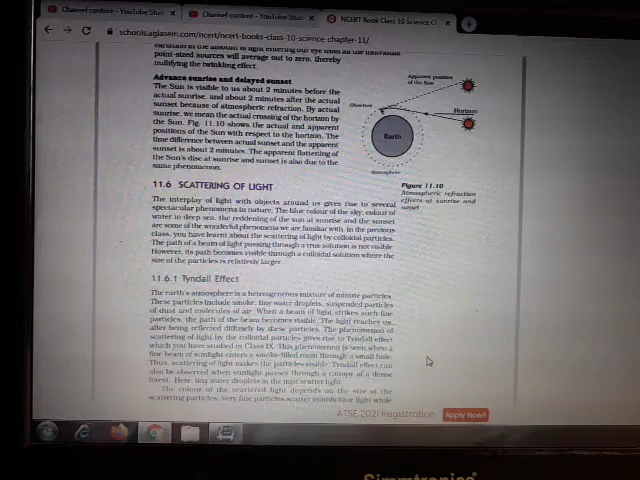 Channel content - YouTube Stud
Channel content - YouTube Stud
NCERT Book Class 10 Science C
schools.aglasem.com/ncert/ncert-books-class-10-science-chapter-11/
variation in the amount of light entering our eye from all the individual
point-sized sources will average out to zero, thereby
nullifying the twinkling effect.
Advance sunrise and delayed sunset
The Sun is visible to us about 2 minutes before the
actual sunrise, and about 2 minutes after the actual
sunset because of atmospheric refraction. By actual
sunrise, we mean the actual crossing of the horizon by
the Sun. Fig. 11.10 shows the actual and apparent
positions of the Sun with respect to the horizon. The
time difference between actual sunset and the apparent
sunset is about 2 minutes. The apparent flattening of
the Sun's disc at sunrise and sunset is also due to the
same phenomenon.
Apparent position
of the Sun
Observer
Horizon
Earth
Atmosphere
Figure 11.10
Atmospheric refraction
effects at sunrise and
sunset
11.6 SCATTERING OF LIGHT
The interplay of light with objects around us gives rise to several
spectacular phenomena in nature. The blue colour of the sky, colour of
water in deep sea, the reddening of the sun at sunrise and the sunset
are some of the wonderful phenomena we are familiar with. In the previous
class, you have learnt about the scattering of light by colloidal particles.
The path of a beam of light passing through a true solution is not visible.
However, its path becomes visible through a colloidal solution where the
size of the particles is relatively larger.
11.6.1 Tyndall Effect
The earth's atmosphere is a heterogeneous mixture of minute particles.
These particles include smoke, tiny water droplets, suspended particles
of dust and molecules of air. When a beam of light strikes such fine
particles, the path of the beam becomes visible. The light reaches us,
after being reflected diffusely by these particles. The phenomenon of
scattering of light by the colloidal particles gives rise to Tyndall effect
which you have studied in Class IX. This phenomenon is seen when a
fine beam of sunlight enters a smoke-filled room through a small hole.
Thus, scattering of light makes the particles visible. Tyndall effect can
also be observed when sunlight passes through a canopy of a dense
forest. Here, tiny water droplets in the mist scatter light.
The colour of the scattered light depends on the size of the
scattering particles. Very fine particles scatter mainly blue light while
ATSE 2021 Registration
Apply Now!!
Simmtronics